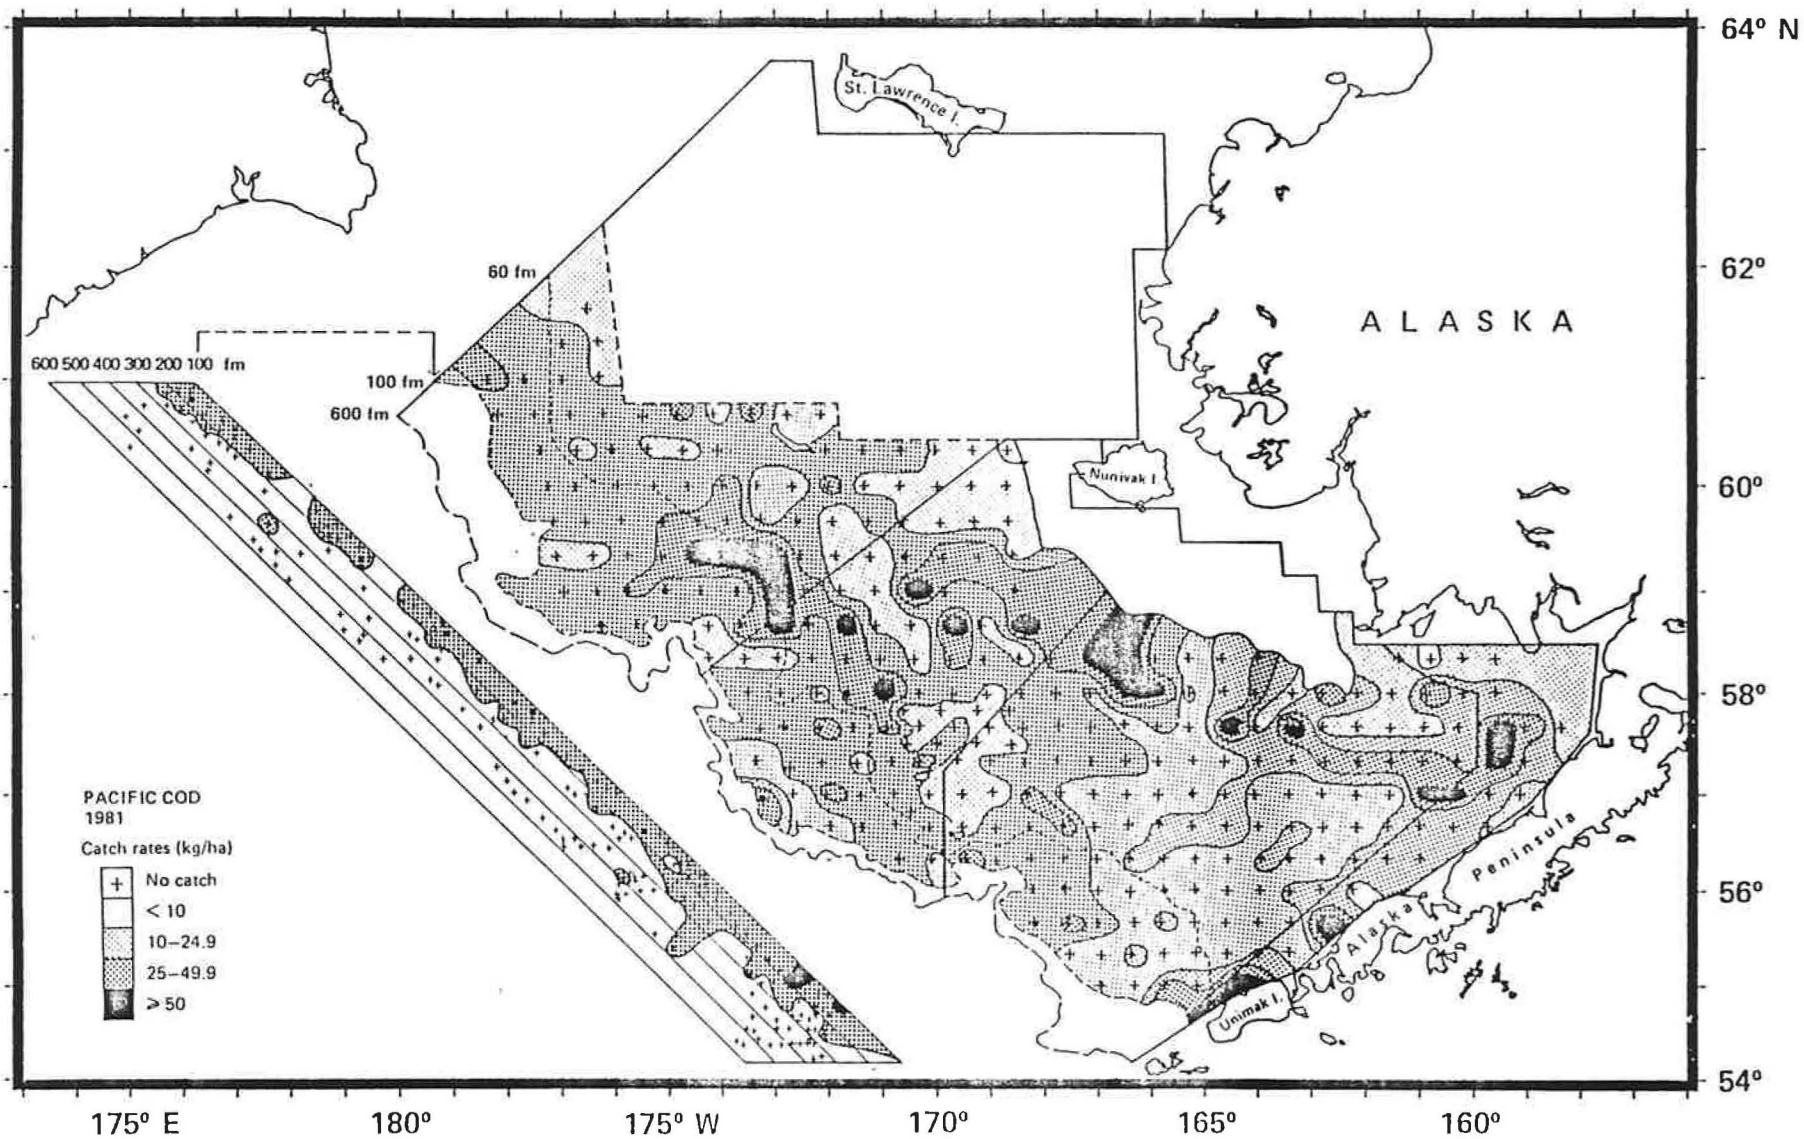 64° N
St. Lawrence I.
60 fm
62°
ALASKA
600 500 400 300 200 100 fm
100 fm
600 fm
Nunivak I.
60°
58°
PACIFIC COD
1981
Catch rates (kg/ha)
+ No catch
< 10
10–24.9
25–49.9
⩾ 50
Alaska Peninsula
56°
Unimak I.
54°
175° E 180° 175° W 170° 165° 160°